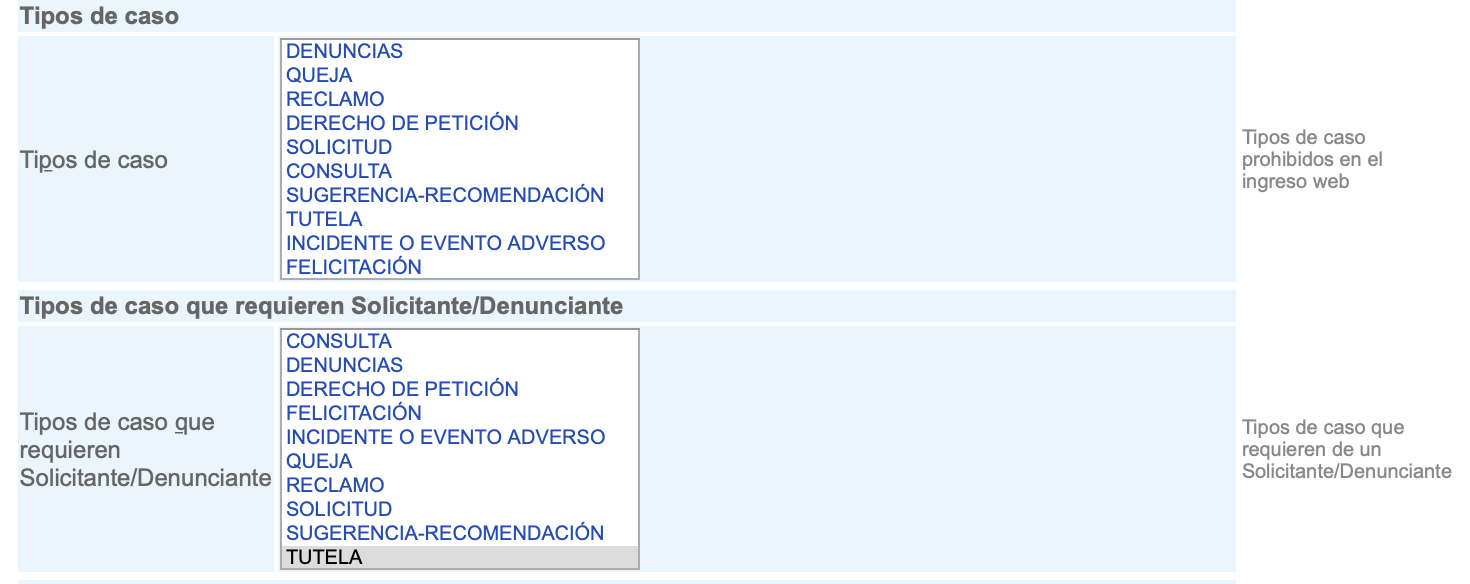 Tipos de caso
Tipos de caso
DENUNCIAS
QUEJA
RECLAMO
DERECHO DE PETICIÓN
SOLICITUD
CONSULTA
SUGERENCIA-RECOMENDACIÓN
TUTELA
INCIDENTE O EVENTO ADVERSO
FELICITACIÓN
Tipos de caso
prohibidos en el
ingreso web
Tipos de caso que requieren Solicitante/Denunciante
Tipos de caso que
requieren
Solicitante/Denunciante
CONSULTA
DENUNCIAS
DERECHO DE PETICIÓN
FELICITACIÓN
INCIDENTE O EVENTO ADVERSO
QUEJA
RECLAMO
SOLICITUD
SUGERENCIA-RECOMENDACIÓN
TUTELA
Tipos de caso que
requieren de un
Solicitante/Denunciante